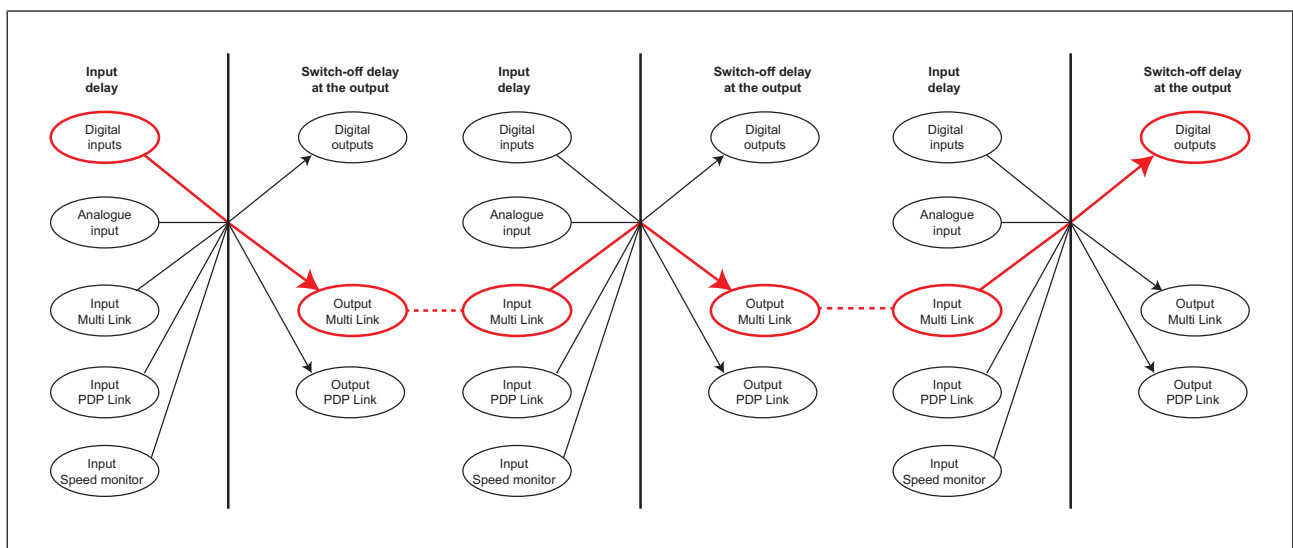 Input
delay
Switch-off delay
at the output
Digital
inputs
Digital
outputs
Analogue
input
Input
Multi Link
Output
Multi Link
Input
PDP Link
Output
PDP Link
Input
Speed monitor
Input
delay
Switch-off delay
at the output
Digital
inputs
Digital
outputs
Analogue
input
Input
Multi Link
Output
Multi Link
Input
PDP Link
Output
PDP Link
Input
Speed monitor
Input
delay
Switch-off delay
at the output
Digital
inputs
Digital
outputs
Analogue
input
Input
Multi Link
Output
Multi Link
Input
PDP Link
Output
PDP Link
Input
Speed monitor